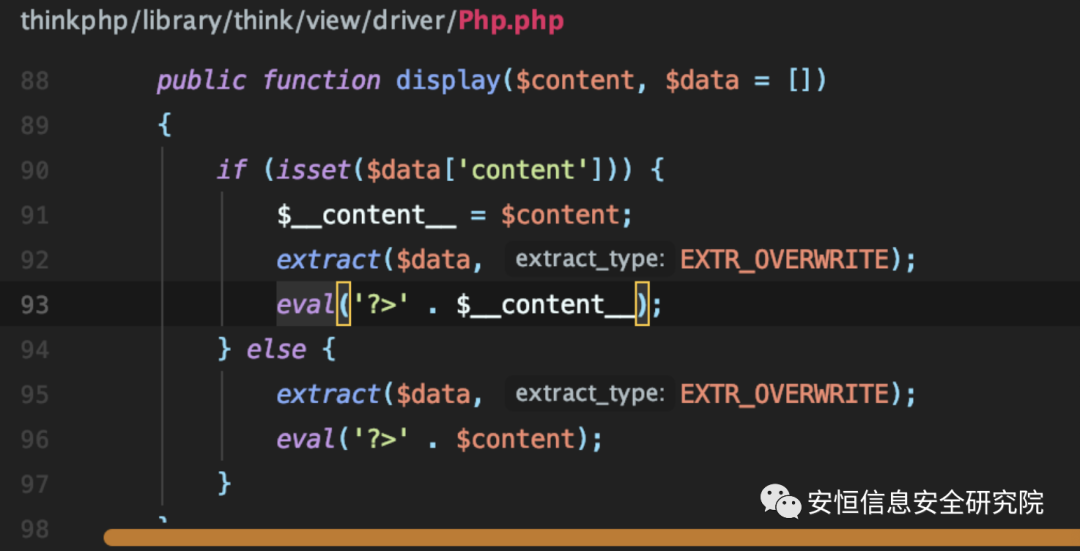 thinkphp/library/think/view/driver/Php.php
88 public function display($content, $data = [])
89 {
90 if (isset($data['content'])) {
91 $__content__ = $content;
92 extract($data, extract_type: EXTR_OVERWRITE);
93 eval('?>' . $__content__);
94 } else {
95 extract($data, extract_type: EXTR_OVERWRITE);
96 eval('?>' . $content);
97 }
98
安恒信息安全研究院